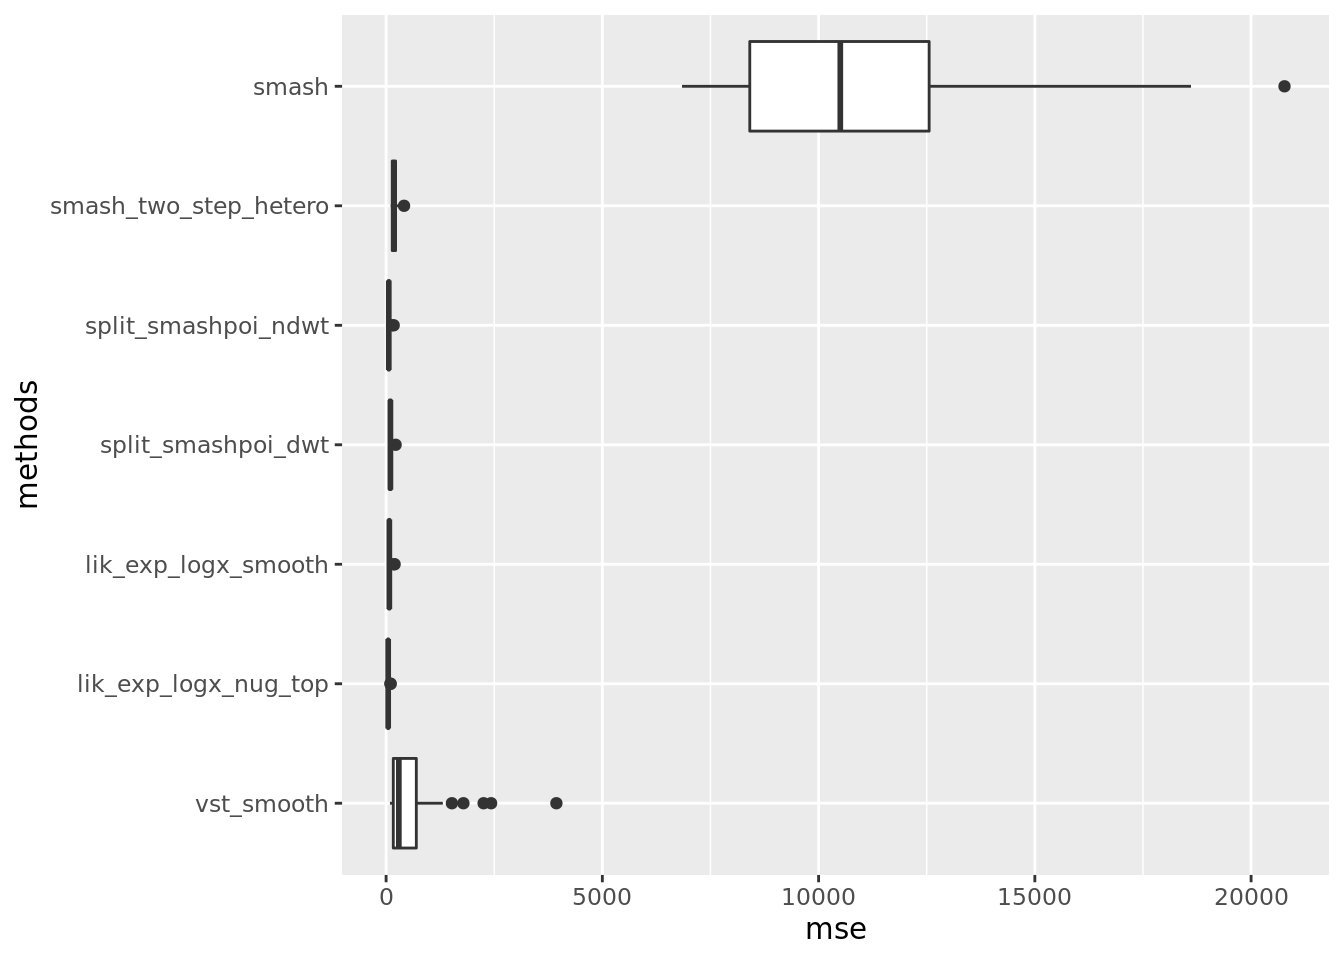 smash
smash_two_step_hetero
split_smashpoi_ndwt
split_smashpoi_dwt
lik_exp_logx_smooth
lik_exp_logx_nug_top
vst_smooth
methods
0 5000 10000 15000 20000
mse